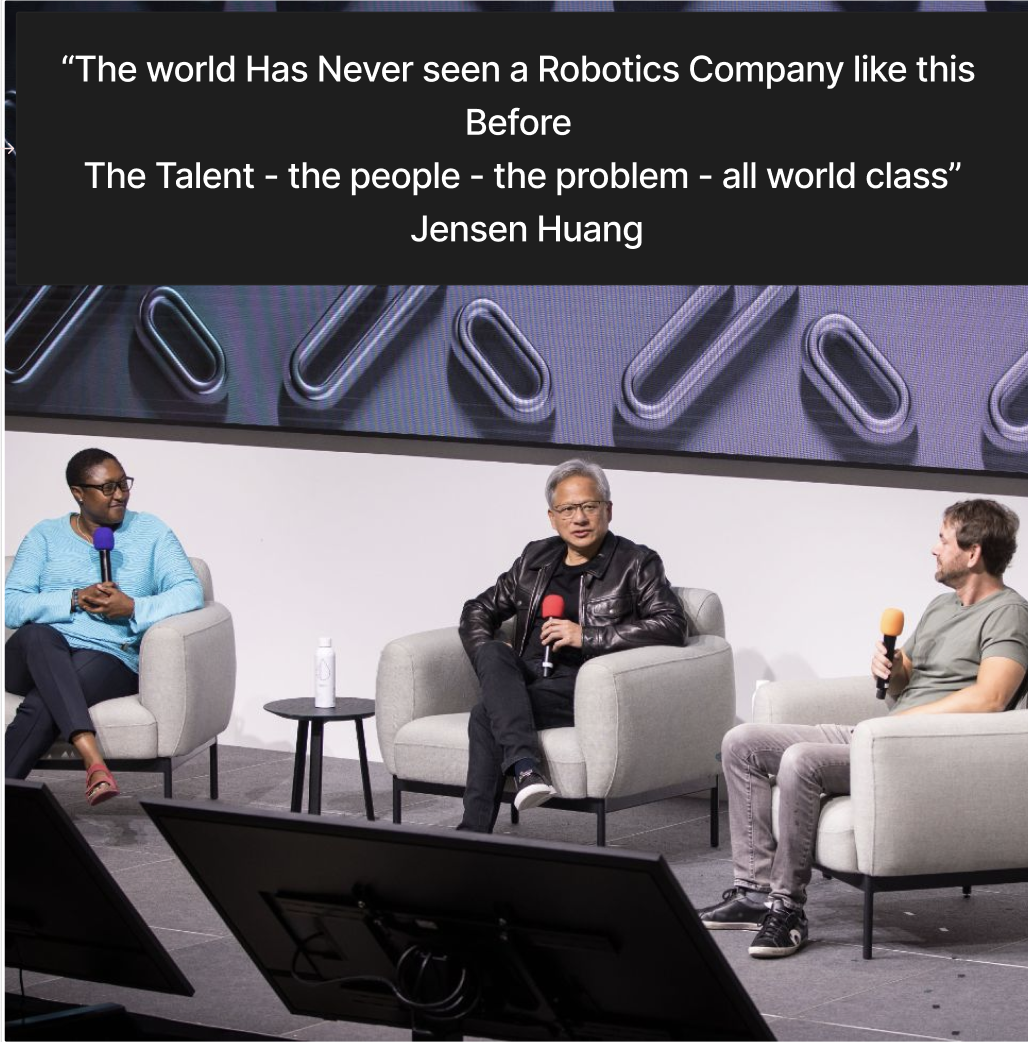 “The world Has Never seen a Robotics Company like this
Before
The Talent - the people - the problem - all world class”
Jensen Huang